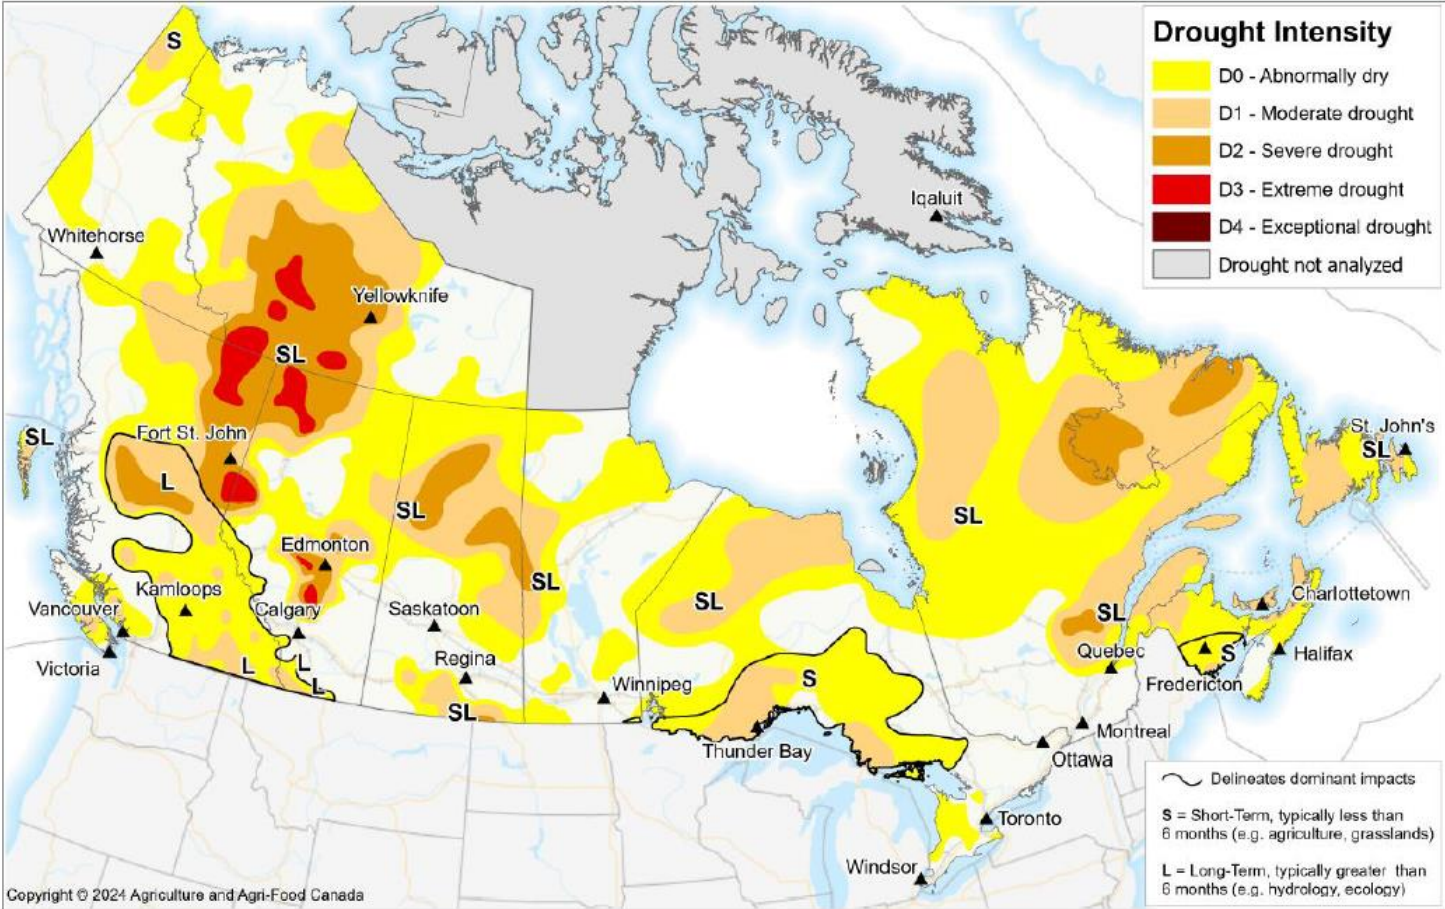 Drought Intensity
D0 - Abnormally dry
D1 - Moderate drought
D2 - Severe drought
D3 - Extreme drought
D4 - Exceptional drought
Drought not analyzed
S
Iqaluit
Whitehorse
Yellowknife
SL
Fort St. John
SL
L
St. John's
SL
SL
SL
Edmonton
SL
Kamloops
SL
Charlottetown
Vancouver
Calgary
Saskatoon
SL
Victoria
L
L
L
Regina
Quebec
S
Halifax
Fredericton
S
Winnipeg
SL
Thunder Bay
Montreal
Ottawa
Toronto
Windsor
Delineates dominant impacts
S = Short-Term, typically less than
6 months (e.g. agriculture, grasslands)
L = Long-Term, typically greater than
6 months (e.g. hydrology, ecology)
Copyright © 2024 Agriculture and Agri-Food Canada